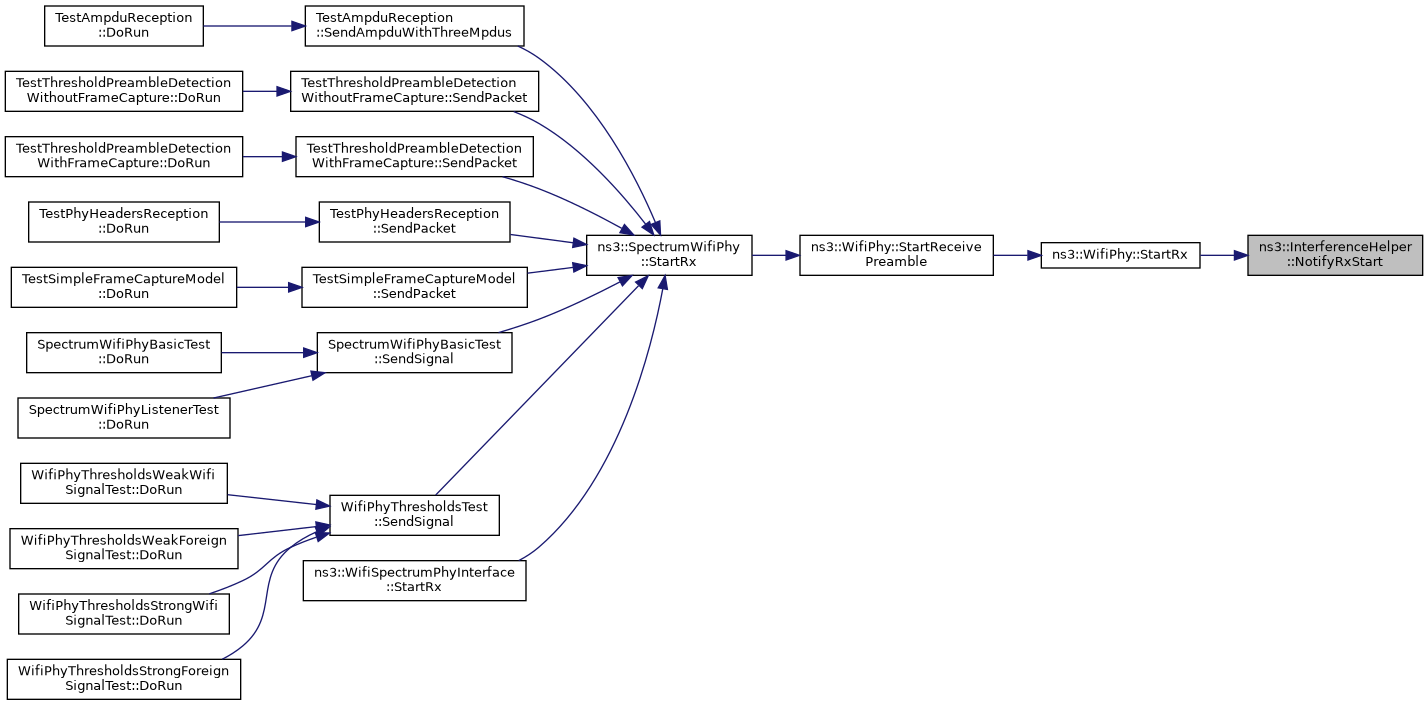 TestAmpduReception
::DoRun
TestAmpduReception
::SendAmpduWithThreeMpdus
TestThresholdPreambleDetection
WithoutFrameCapture::DoRun
TestThresholdPreambleDetection
WithoutFrameCapture::SendPacket
TestThresholdPreambleDetection
WithFrameCapture::DoRun
TestThresholdPreambleDetection
WithFrameCapture::SendPacket
TestPhyHeadersReception
::DoRun
TestPhyHeadersReception
::SendPacket
TestSimpleFrameCaptureModel
::DoRun
TestSimpleFrameCaptureModel
::SendPacket
SpectrumWifiPhyBasicTest
::DoRun
SpectrumWifiPhyBasicTest
::SendSignal
SpectrumWifiPhyListenerTest
::DoRun
WifiPhyThresholdsWeakWifi
SignalTest::DoRun
WifiPhyThresholdsWeakForeign
SignalTest::DoRun
WifiPhyThresholdsStrongWifi
SignalTest::DoRun
WifiPhyThresholdsStrongForeign
SignalTest::DoRun
WifiPhyThresholdsTest
::SendSignal
ns3::WifiSpectrumPhyInterface
::StartRx
ns3::SpectrumWifiPhy
::StartRx
ns3::WifiPhy::StartReceive
Preamble
ns3::WifiPhy::StartRx
ns3::InterferenceHelper
::NotifyRxStart